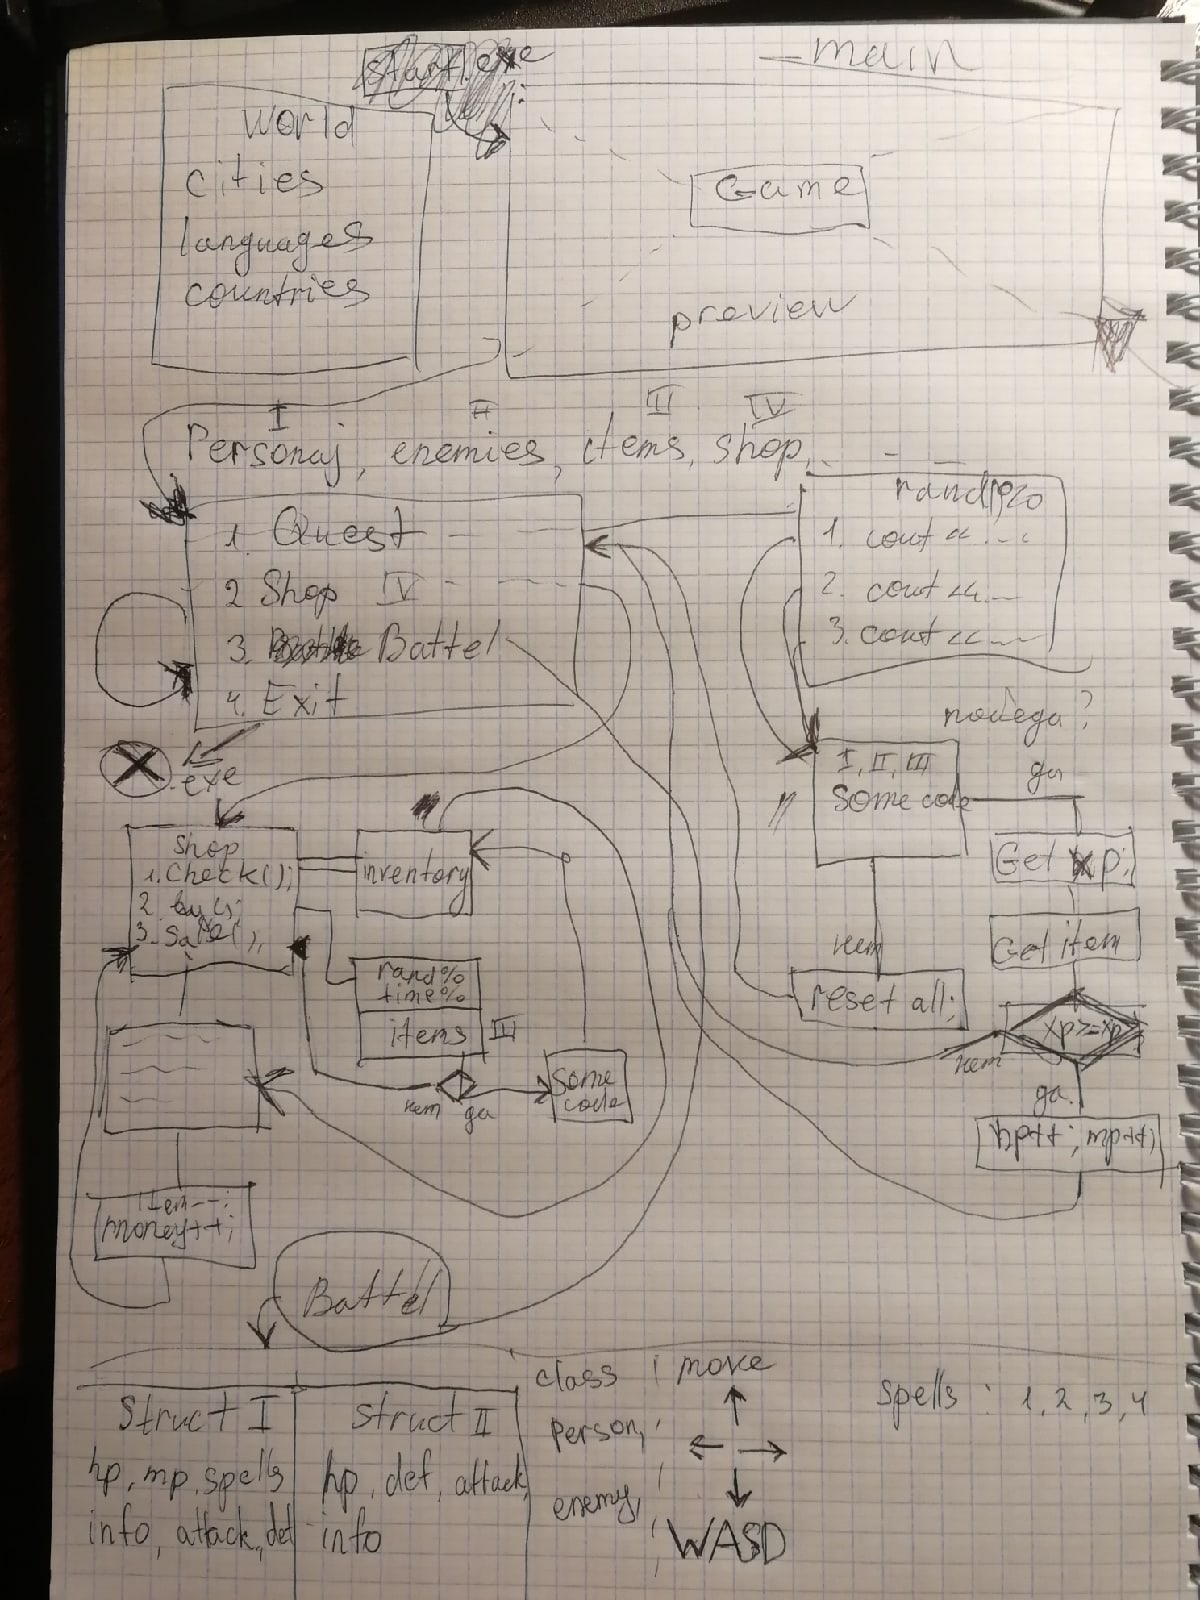 start.exe
main
World
cities
languages
countries
Game
preview
I II III IV
Personaj, enemies, items, shop,
1. Quest
2 Shop IV
3. Battel
4. Exit
.exe
rand%
1. cout << ...
2. cout << ...
3. cout << ...
победа?
I, II, III
some code
да
Get xp;
Get item
нет
reset all;
xp>=xp
нет
да
hp++; mp++;
Shop
1. Check();
2 buy();
3. Sale();
inventory
rand%
time%
items III
нет да
some
code
item--;
money++;
Battel
Struct I
hp, mp, spells
info, attack, def
struct II
hp, def, attack,
info
class
person,
enemy,
move
WASD
Spells : 1, 2, 3, 4